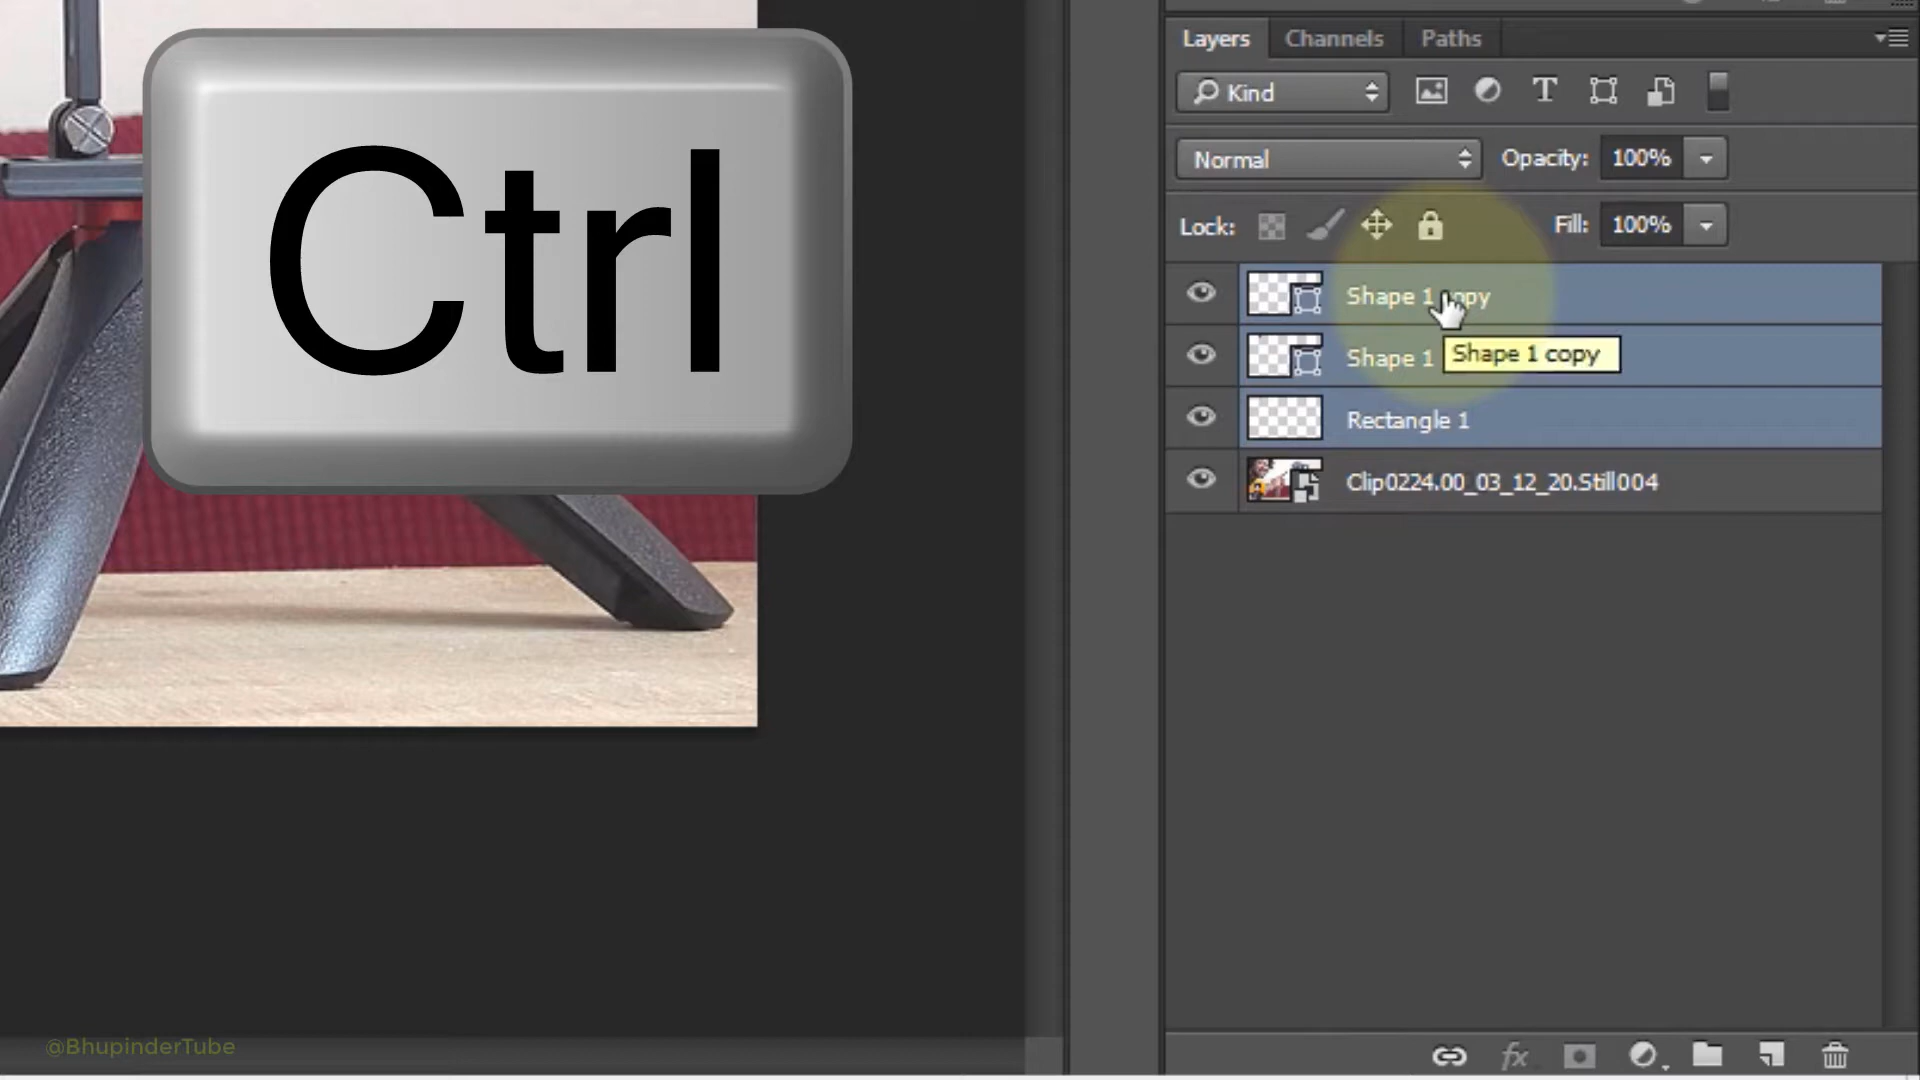 Ctrl
Layers Channels Paths
Kind
Normal Opacity: 100%
Lock: Fill: 100%
Shape 1 copy
Shape 1
Shape 1 copy
Rectangle 1
Clip0224.00_03_12_20.Still004
fx
@BhupinderTube